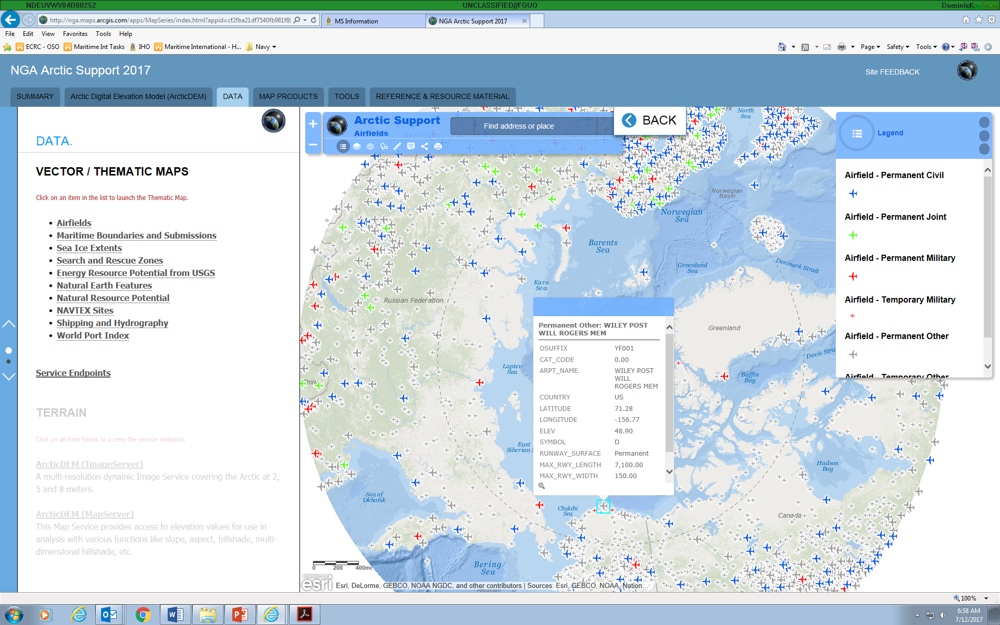 NDEUVWV04B00252
UNCLASSIFIED//FOUO
DominicK
http://nga.maps.arcgis.com/apps/MapSeries/index.html?appid=cf2fba21df7540fb981f8
MS Information
NGA Arctic Support 2017
File Edit View Favorites Tools Help
ECRC - OSO
Maritime Int Tasks
IHO
Maritime International - H...
Navy
Page
Safety
Tools
NGA Arctic Support 2017
Site FEEDBACK
SUMMARY
Arctic Digital Elevation Model (ArcticDEM)
DATA
MAP PRODUCTS
TOOLS
REFERENCE & RESOURCE MATERIAL
DATA.
VECTOR / THEMATIC MAPS
Click on an item in the list to launch the Thematic Map.
• Airfields
• Maritime Boundaries and Submissions
• Sea Ice Extents
• Search and Rescue Zones
• Energy Resource Potential from USGS
• Natural Earth Features
• Natural Resource Potential
• NAVTEX Sites
• Shipping and Hydrography
• World Port Index
Service Endpoints
TERRAIN
Click on an item below to access the service endpoint.
ArcticDEM (ImageServer)
A multi-resolution dynamic Image Service covering the Arctic at 2,
5 and 8 meters.
ArcticDEM (MapServer)
This Map Service provides access to elevation values for use in
analysis with various functions like slope, aspect, hillshade, multi-
dimensional hillshade, etc.
+
−
Arctic Support
Airfields
Find address or place
BACK
North
Sea
Norwegian
Basin
Norwegian
Sea
Barents
Sea
Greenland
Sea
Denmark Strait
Kara
Sea
Russian Federation
Greenland
Davis Stra
Baffin
Bay
Laptev
Sea
China
East
Siberian S
Hudson
Bay
Sea of
Okhotsk
Chukchi
Sea
Canada
Bering
Sea
Permanent Other: WILEY POST
WILL ROGERS MEM
OSUFFIX YF001
CAT_CODE 0.00
ARPT_NAME WILEY POST
WILL
ROGERS MEM
COUNTRY US
LATITUDE 71.28
LONGITUDE -156.77
ELEV 48.90
SYMBOL D
RUNWAY_SURFACE Permanent
MAX_RWY_LENGTH 7,100.00
MAX_RWY_WIDTH 150.00
Legend
Airfield - Permanent Civil
Airfield - Permanent Joint
Airfield - Permanent Military
Airfield - Temporary Military
Airfield - Permanent Other
Airfield - Temporary Other
0 200 400mi
POWERED BY
esri
Esri, DeLorme, GEBCO, NOAA NGDC, and other contributors | Sources: Esri, GEBCO, NOAA, Nation...
100%
6:58 AM
7/12/2017